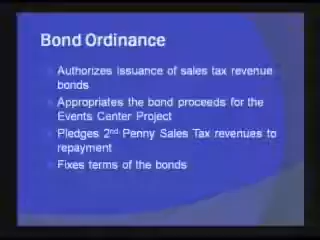 Bond Ordinance
Authorizes issuance of sales tax revenue
bonds
Appropriates the bond proceeds for the
Events Center Project
Pledges 2nd Penny Sales Tax revenues to
repayment
Fixes terms of the bonds